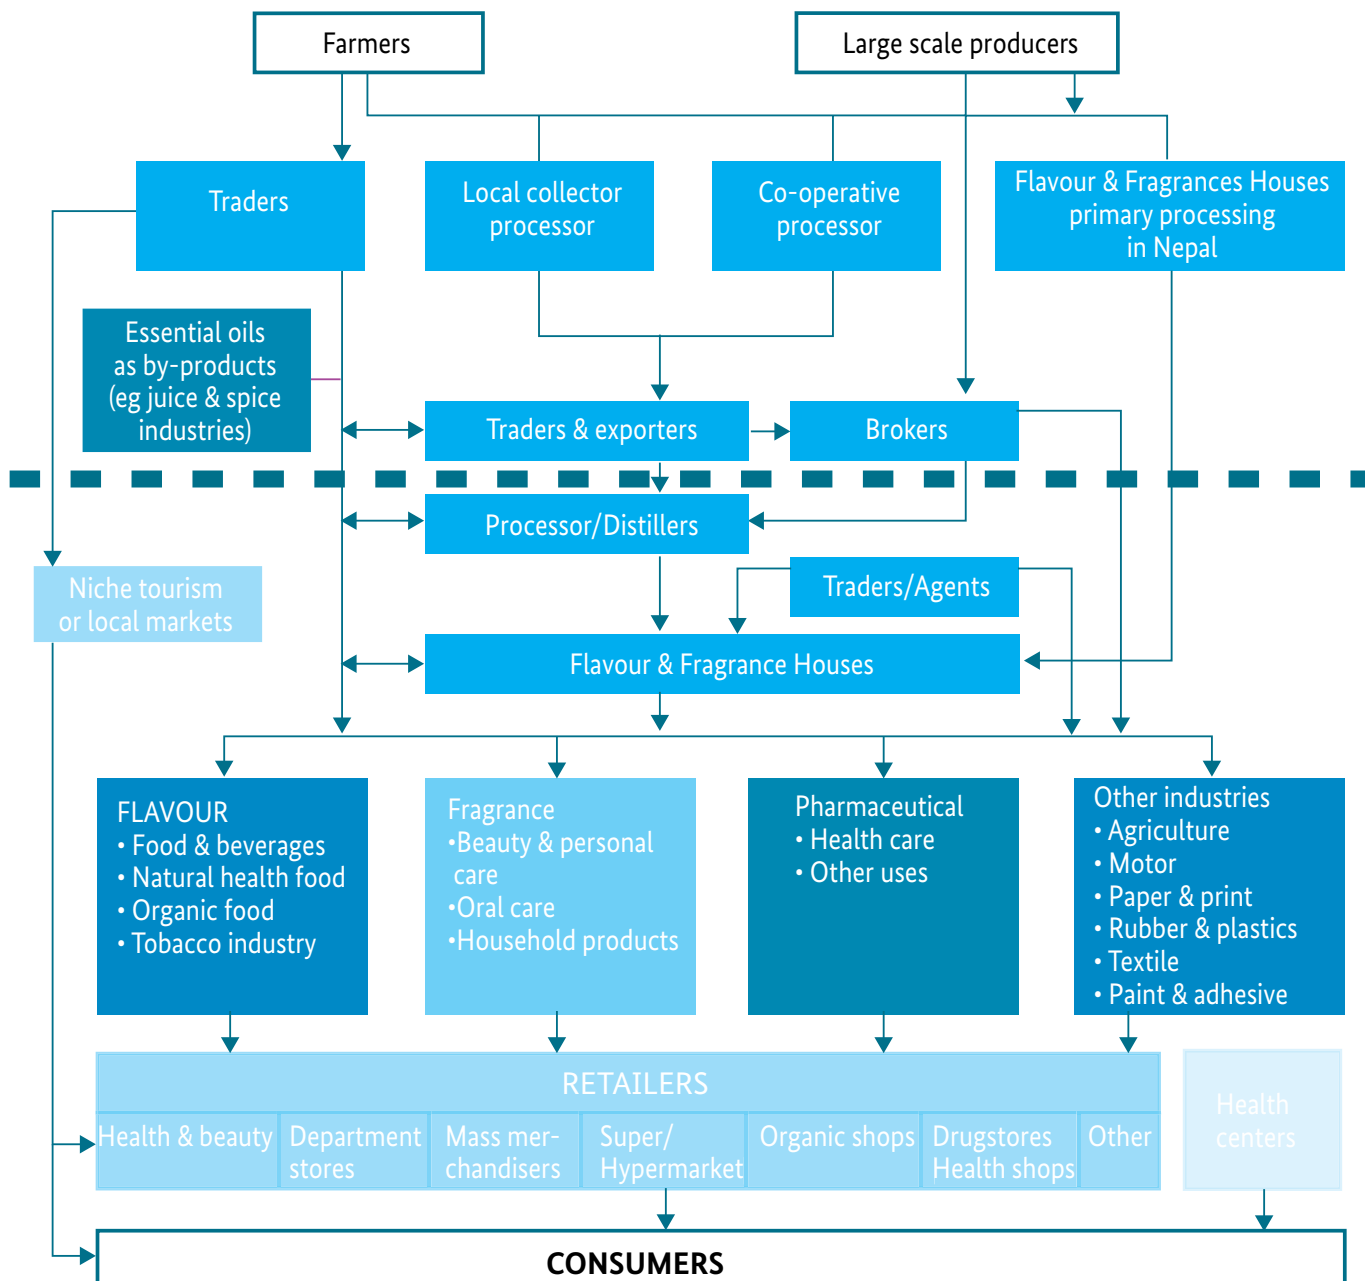 Farmers
Large scale producers
Traders
Local collector
processor
Co-operative
processor
Flavour & Fragrances Houses
primary processing
in Nepal
Essential oils
as by-products
(eg juice & spice
industries)
Traders & exporters
Brokers
Processor/Distillers
Traders/Agents
Niche tourism
or local markets
Flavour & Fragrance Houses
FLAVOUR
• Food & beverages
• Natural health food
• Organic food
• Tobacco industry
Fragrance
•Beauty & personal
care
•Oral care
•Household products
Pharmaceutical
• Health care
• Other uses
Other industries
• Agriculture
• Motor
• Paper & print
• Rubber & plastics
• Textile
• Paint & adhesive
RETAILERS
Health & beauty
Department
stores
Mass mer-
chandisers
Super/
Hypermarket
Organic shops
Drugstores
Health shops
Other
Health
centers
CONSUMERS